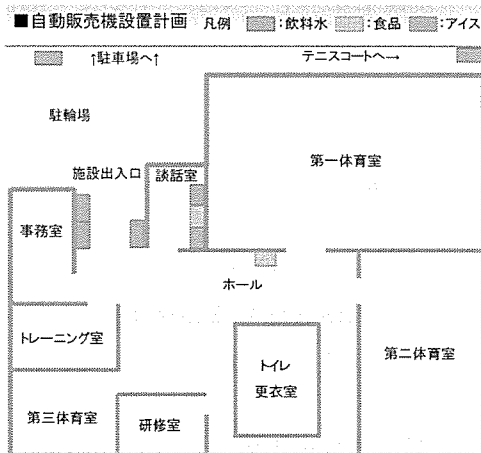 ■自動販売機設置計画 凡例 :飲料水 :食品 :アイス
↑駐車場へ↑ テニスコートへ→
駐輪場
第一体育室
施設出入口 談話室
事務室
ホール
トレーニング室
トイレ
更衣室
第二体育室
第三体育室
研修室